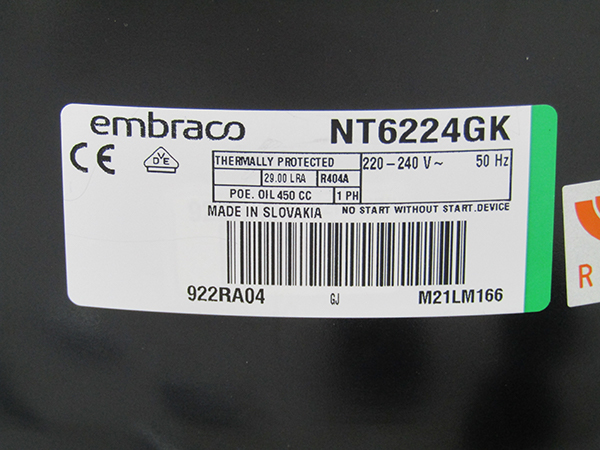 embraco NT6224GK
CE VDE
THERMALLY PROTECTED 220-240 V~ 50 Hz
29.00 LRA R404A
POE. OIL 450 CC 1 PH
MADE IN SLOVAKIA NO START WITHOUT START.DEVICE
922RA04 GJ M21LM166
R